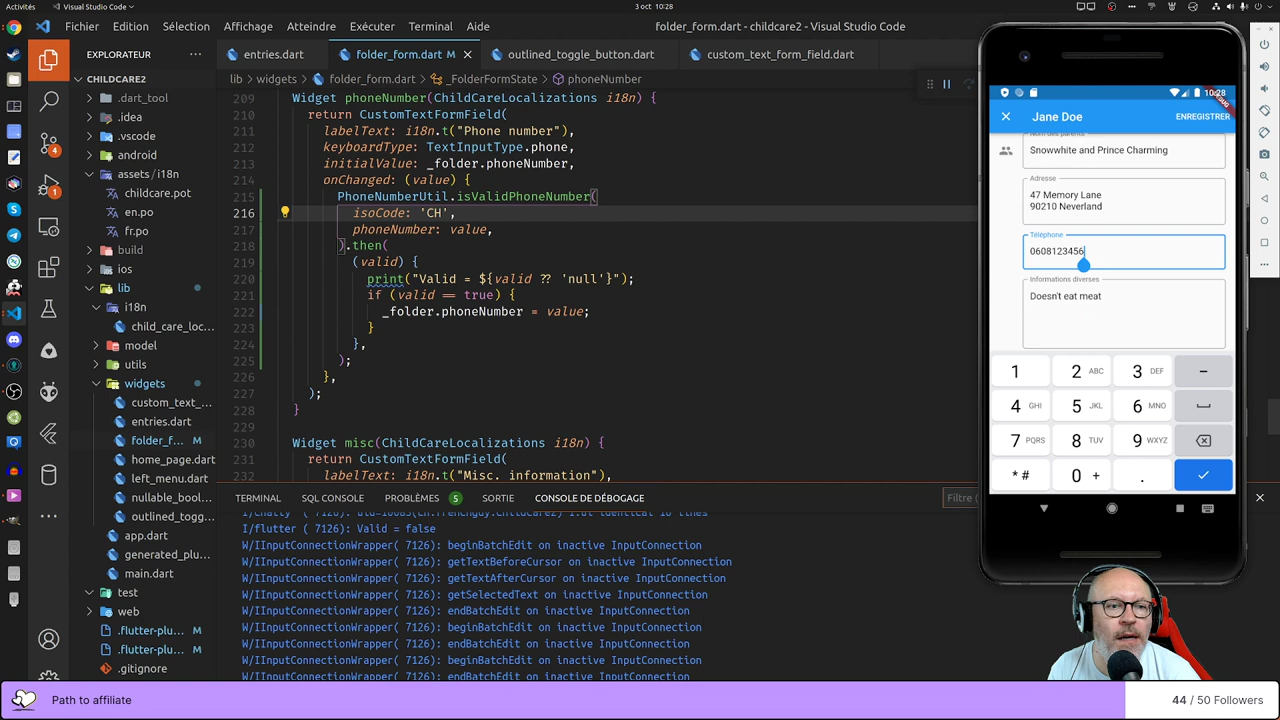 Activités
Visual Studio Code
3 oct 10:28
Fichier Edition Sélection Affichage Atteindre Exécuter Terminal Aide
folder_form.dart - childcare2 - Visual Studio Code
EXPLORATEUR
CHILDCARE2
.dart_tool
.idea
.vscode
android
assets/i18n
childcare.pot
en.po
fr.po
build
ios
lib
i18n
child_care_loc...
model
utils
widgets
custom_text_...
entries.dart
folder_f... M
home_page.dart
left_menu.dart
nullable_bool...
outlined_togg...
app.dart
generated_plu...
main.dart
test
web
.flutter-plu... M
.flutter-plu... M
.gitignore
4
1
entries.dart
folder_form.dart M
outlined_toggle_button.dart
custom_text_form_field.dart
lib > widgets > folder_form.dart > _FolderFormState > phoneNumber
209 Widget phoneNumber(ChildCareLocalizations i18n) {
210 return CustomTextFormField(
211 labelText: i18n.t("Phone number"),
212 keyboardType: TextInputType.phone,
213 initialValue: _folder.phoneNumber,
214 onChanged: (value) {
215 PhoneNumberUtil.isValidPhoneNumber(
216 isoCode: 'CH',
217 phoneNumber: value,
218 ).then(
219 (valid) {
220 print("Valid = ${valid ?? 'null'}");
221 if (valid == true) {
222 _folder.phoneNumber = value;
223 }
224 },
225 );
226 },
227 );
228 }
229
230 Widget misc(ChildCareLocalizations i18n) {
231 return CustomTextFormField(
232 labelText: i18n.t("Misc. information"),
TERMINAL SQL CONSOLE PROBLÈMES 5 SORTIE CONSOLE DE DÉBOGAGE
Filtre
I/flutter ( 7126): Valid = false
W/IInputConnectionWrapper( 7126): beginBatchEdit on inactive InputConnection
W/IInputConnectionWrapper( 7126): getTextBeforeCursor on inactive InputConnection
W/IInputConnectionWrapper( 7126): getTextAfterCursor on inactive InputConnection
W/IInputConnectionWrapper( 7126): getSelectedText on inactive InputConnection
W/IInputConnectionWrapper( 7126): endBatchEdit on inactive InputConnection
W/IInputConnectionWrapper( 7126): beginBatchEdit on inactive InputConnection
W/IInputConnectionWrapper( 7126): endBatchEdit on inactive InputConnection
W/IInputConnectionWrapper( 7126): beginBatchEdit on inactive InputConnection
W/IInputConnectionWrapper( 7126): endBatchEdit on inactive InputConnection
10:28
Jane Doe
ENREGISTRER
Nom des parents
Snowwhite and Prince Charming
Adresse
47 Memory Lane
90210 Neverland
Téléphone
0608123456
Informations diverses
Doesn't eat meat
1 2 ABC 3 DEF −
4 GHI 5 JKL 6 MNO
7 PQRS 8 TUV 9 WXYZ
* # 0 + .
Path to affiliate
44 / 50 Followers